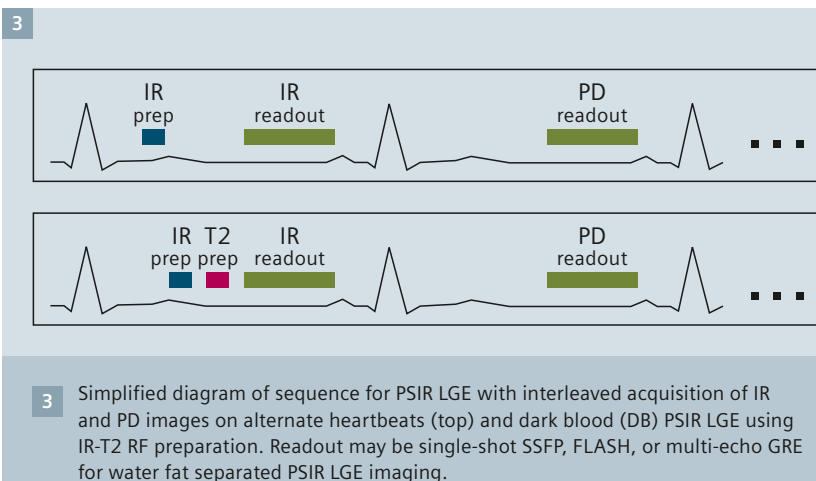 3
IR IR PD
prep readout readout
IR T2 IR PD
prep prep readout readout
3 Simplified diagram of sequence for PSIR LGE with interleaved acquisition of IR
and PD images on alternate heartbeats (top) and dark blood (DB) PSIR LGE using
IR-T2 RF preparation. Readout may be single-shot SSFP, FLASH, or multi-echo GRE
for water fat separated PSIR LGE imaging.